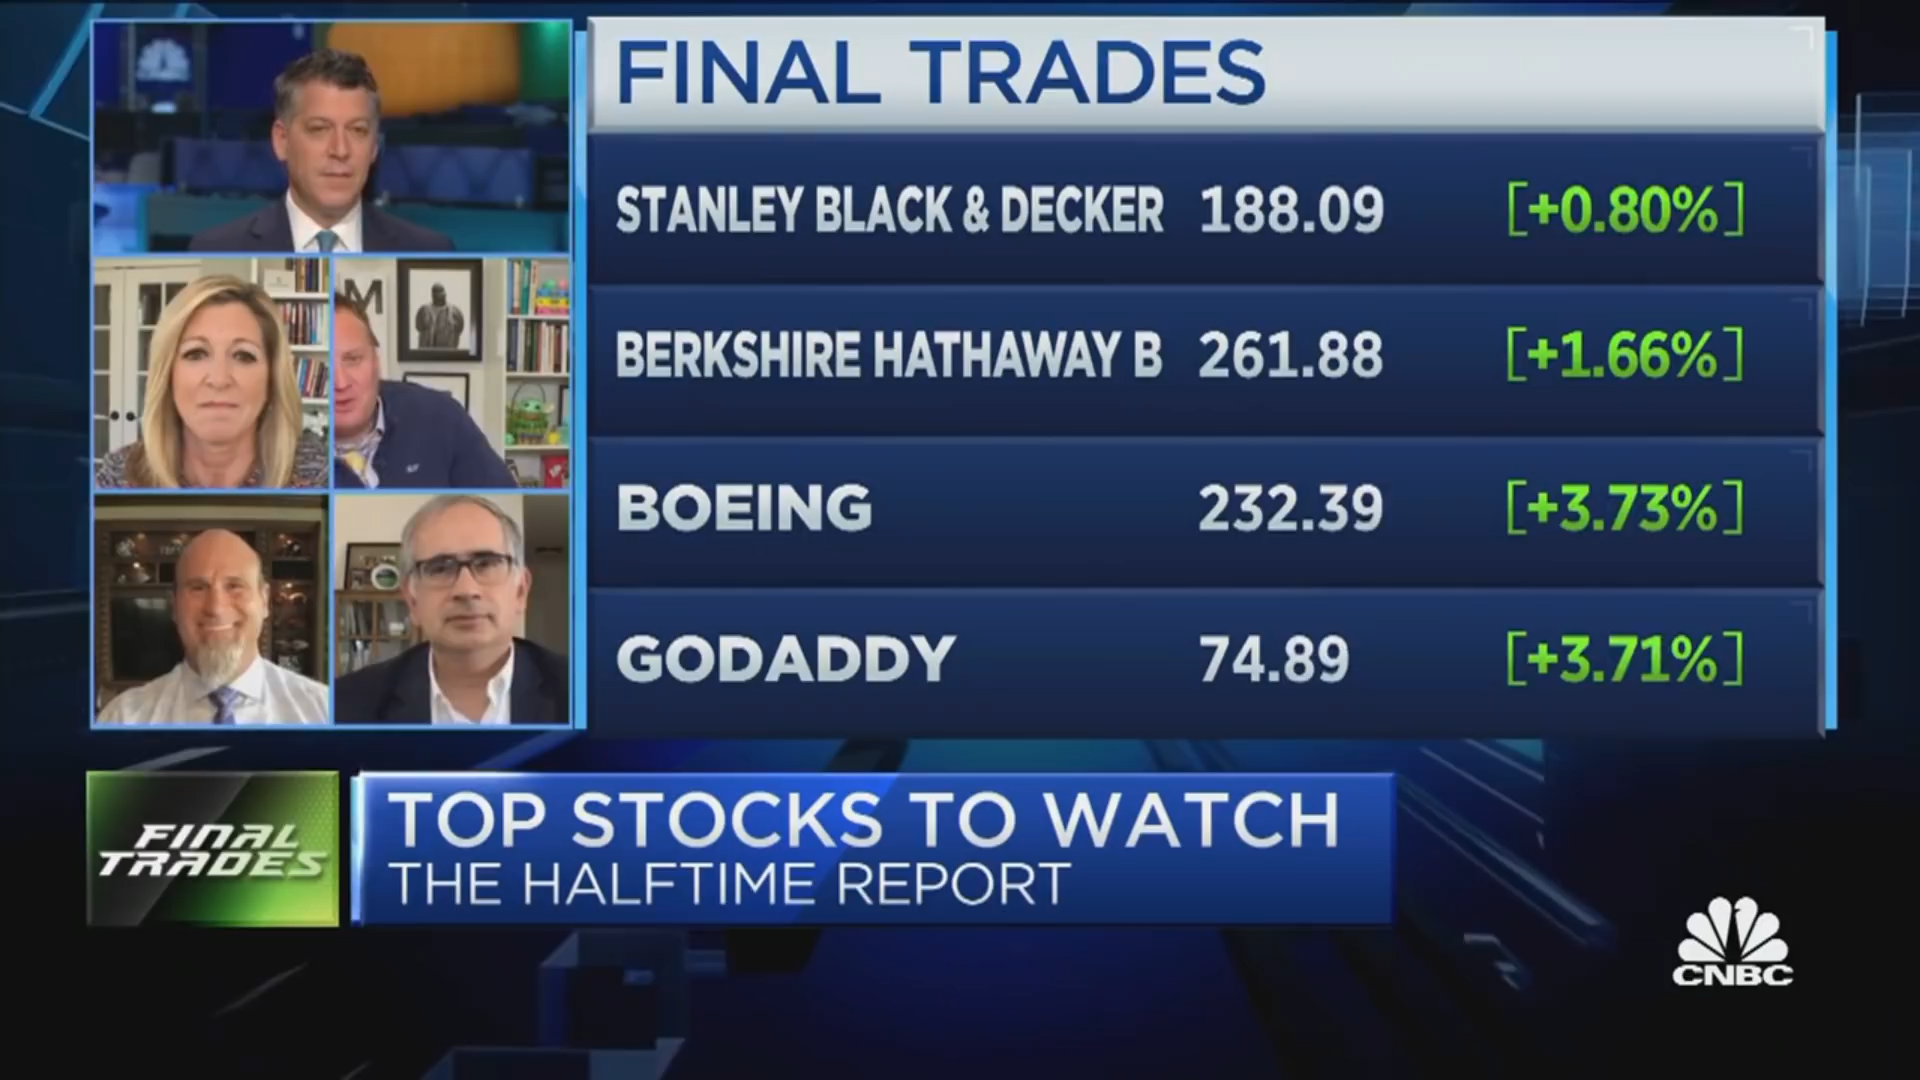 FINAL TRADES
STANLEY BLACK & DECKER 188.09 [+0.80%]
BERKSHIRE HATHAWAY B 261.88 [+1.66%]
BOEING 232.39 [+3.73%]
GODADDY 74.89 [+3.71%]
M
FINAL
TRADES
TOP STOCKS TO WATCH
THE HALFTIME REPORT
CNBC